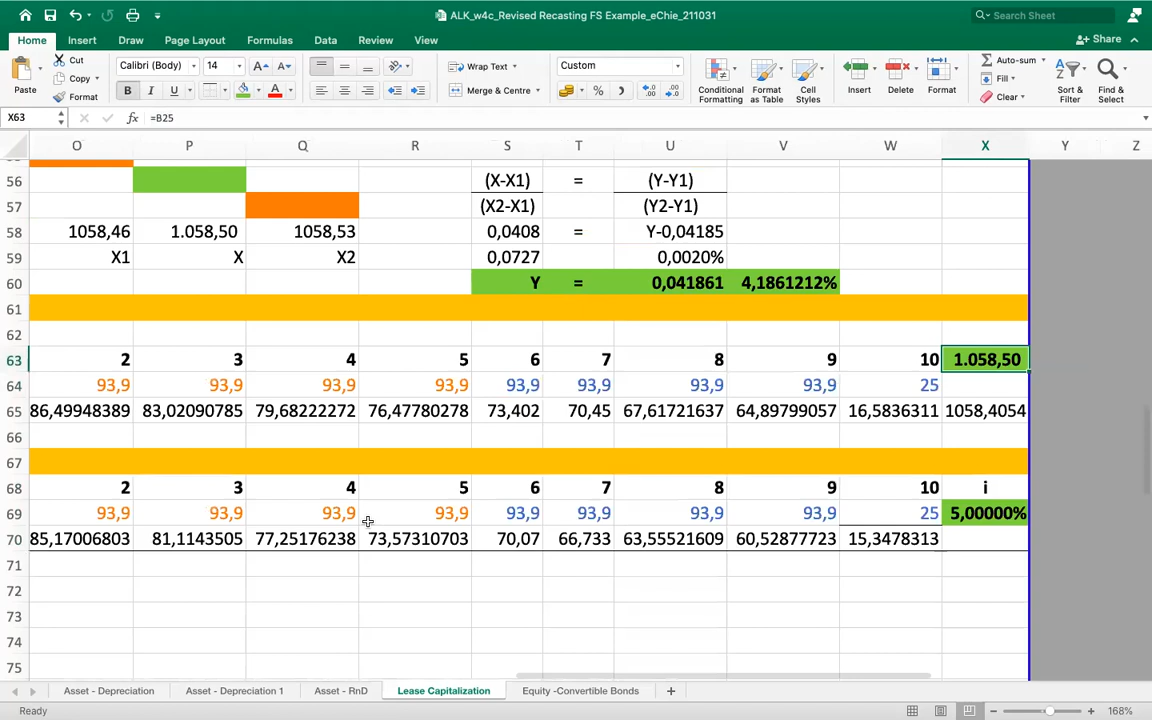 ALK_w4c_Revised Recasting FS Example_eChie_211031
Search Sheet
Home Insert Draw Page Layout Formulas Data Review View
Share
Paste
Cut
Copy
Format
Calibri (Body) 14
B I U
Wrap Text
Merge & Centre
Custom
Conditional Formatting
Format as Table
Cell Styles
Insert
Delete
Format
Auto-sum
Fill
Clear
Sort & Filter
Find & Select
X63 fx =B25
O P Q R S T U V W X Y Z
56 (X-X1) = (Y-Y1)
57 (X2-X1) (Y2-Y1)
58 1058,46 1.058,50 1058,53 0,0408 = Y-0,04185
59 X1 X X2 0,0727 0,0020%
60 Y = 0,041861 4,1861212%
61
62
63 2 3 4 5 6 7 8 9 10 1.058,50
64 93,9 93,9 93,9 93,9 93,9 93,9 93,9 93,9 25
65 86,49948389 83,02090785 79,68222272 76,47780278 73,402 70,45 67,61721637 64,89799057 16,5836311 1058,4054
66
67
68 2 3 4 5 6 7 8 9 10 i
69 93,9 93,9 93,9 93,9 93,9 93,9 93,9 93,9 25 5,00000%
70 85,17006803 81,1143505 77,25176238 73,57310703 70,07 66,733 63,55521609 60,52877723 15,3478313
71
72
73
74
75
Asset - Depreciation Asset - Depreciation 1 Asset - RnD Lease Capitalization Equity -Convertible Bonds +
Ready
168%